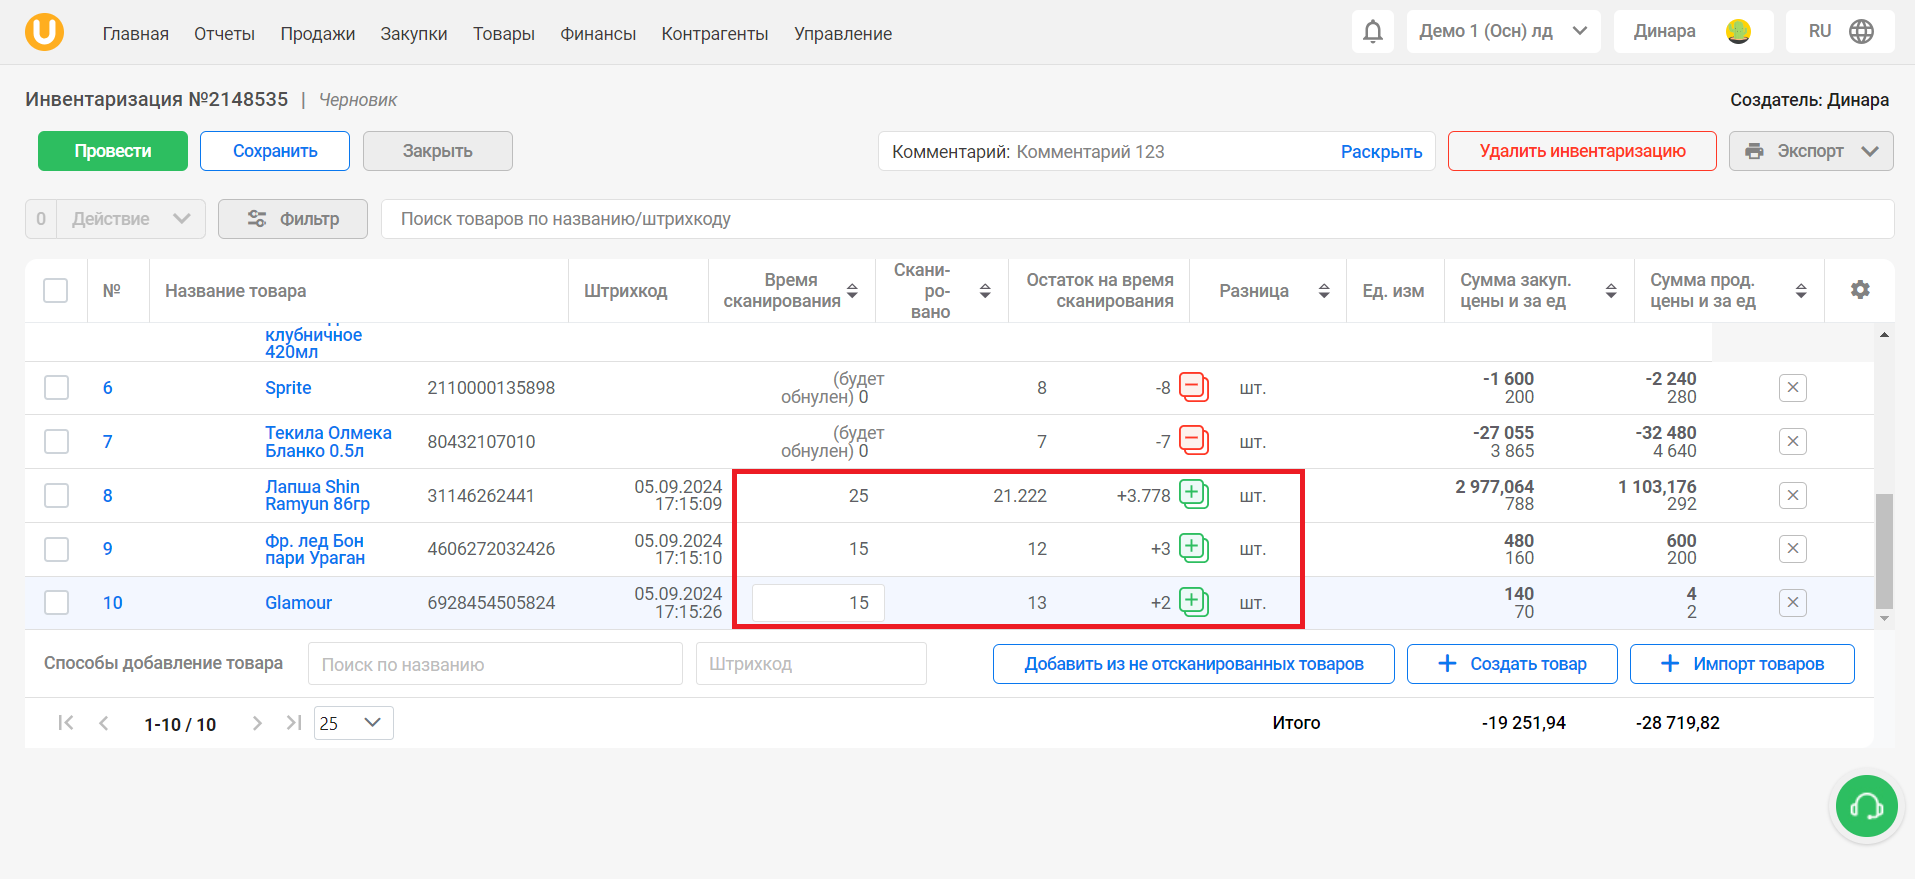 Главная Отчеты Продажи Закупки Товары Финансы Контрагенты Управление Демо 1 (Осн) лд Динара RU
Инвентаризация №2148535 | Черновик Создатель: Динара
Провести Сохранить Закрыть Комментарий: Комментарий 123 Раскрыть Удалить инвентаризацию Экспорт
0 Действие Фильтр Поиск товаров по названию/штрихкоду
№ Название товара Штрихкод Время сканирования Скани-ро-вано Остаток на время сканирования Разница Ед. изм Сумма закуп. цены и за ед Сумма прод. цены и за ед
клубничное
420мл
6 Sprite 2110000135898 (будет обнулен) 0 8 -8 шт. -1 600 200 -2 240 280
7 Текила Олмека Бланко 0.5л 80432107010 (будет обнулен) 0 7 -7 шт. -27 055 3 865 -32 480 4 640
8 Лапша Shin Ramyun 86гр 31146262441 05.09.2024 17:15:09 25 21.222 +3.778 шт. 2 977,064 788 1 103,176 292
9 Фр. лед Бон пари Ураган 4606272032426 05.09.2024 17:15:10 15 12 +3 шт. 480 160 600 200
10 Glamour 6928454505824 05.09.2024 17:15:26 15 13 +2 шт. 140 70 4 2
Способы добавление товара Поиск по названию Штрихкод Добавить из не отсканированных товаров + Создать товар + Импорт товаров
1-10 / 10 25 Итого -19 251,94 -28 719,82